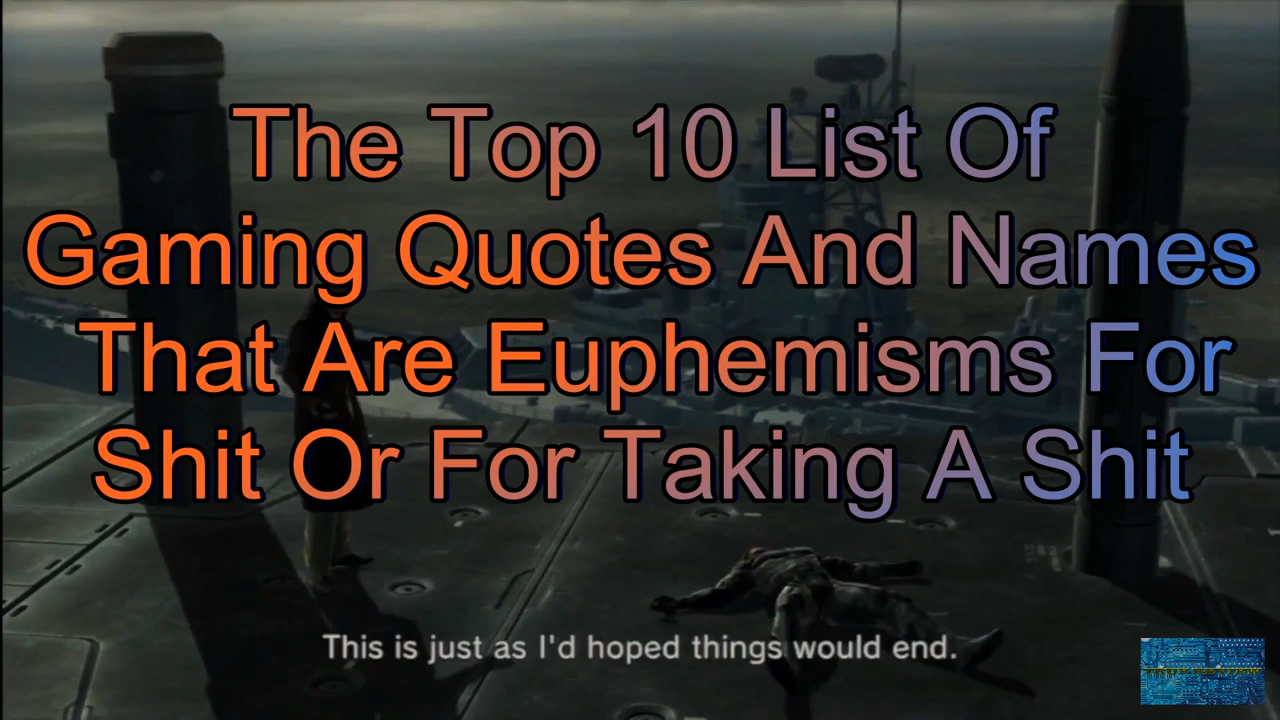 The Top 10 List Of
Gaming Quotes And Names
That Are Euphemisms For
Shit Or For Taking A Shit
This is just as I'd hoped things would end.